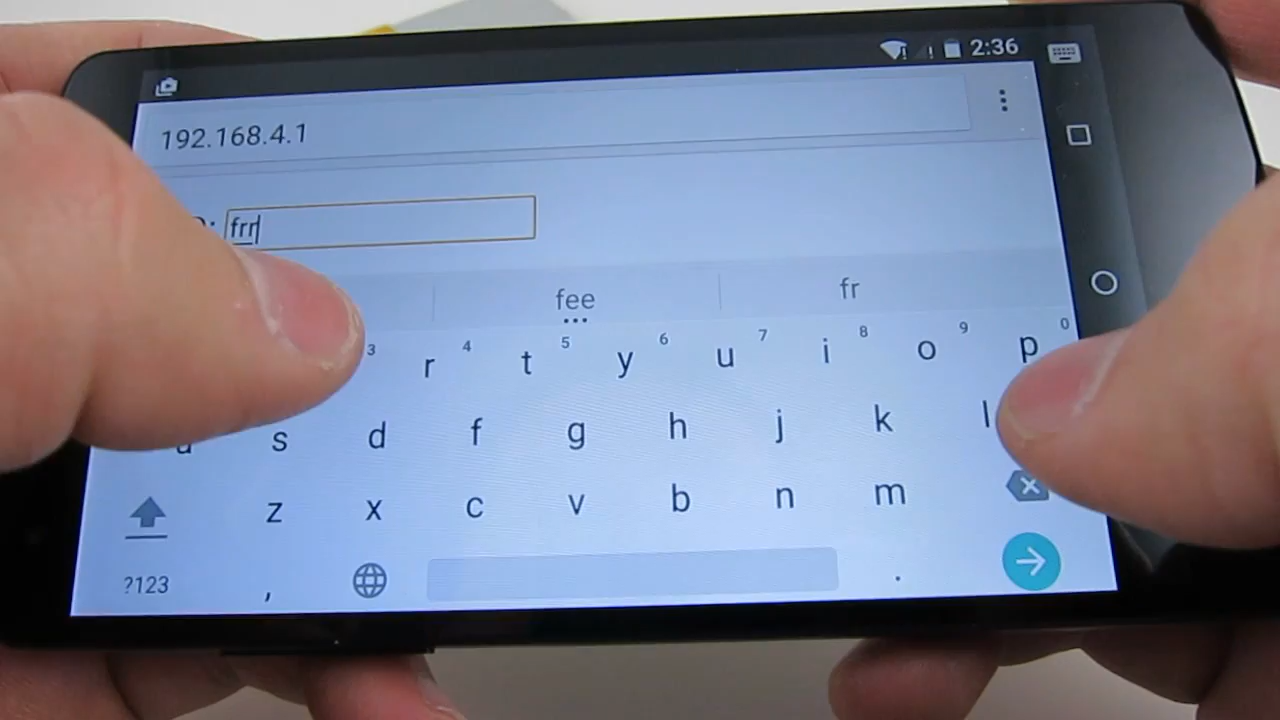 2:36
192.168.4.1
: frr
fee
fr
3 4 5 6 7 8 9 0
r t y u i o p
a s d f g h j k l
z x c v b n m
?123 , .